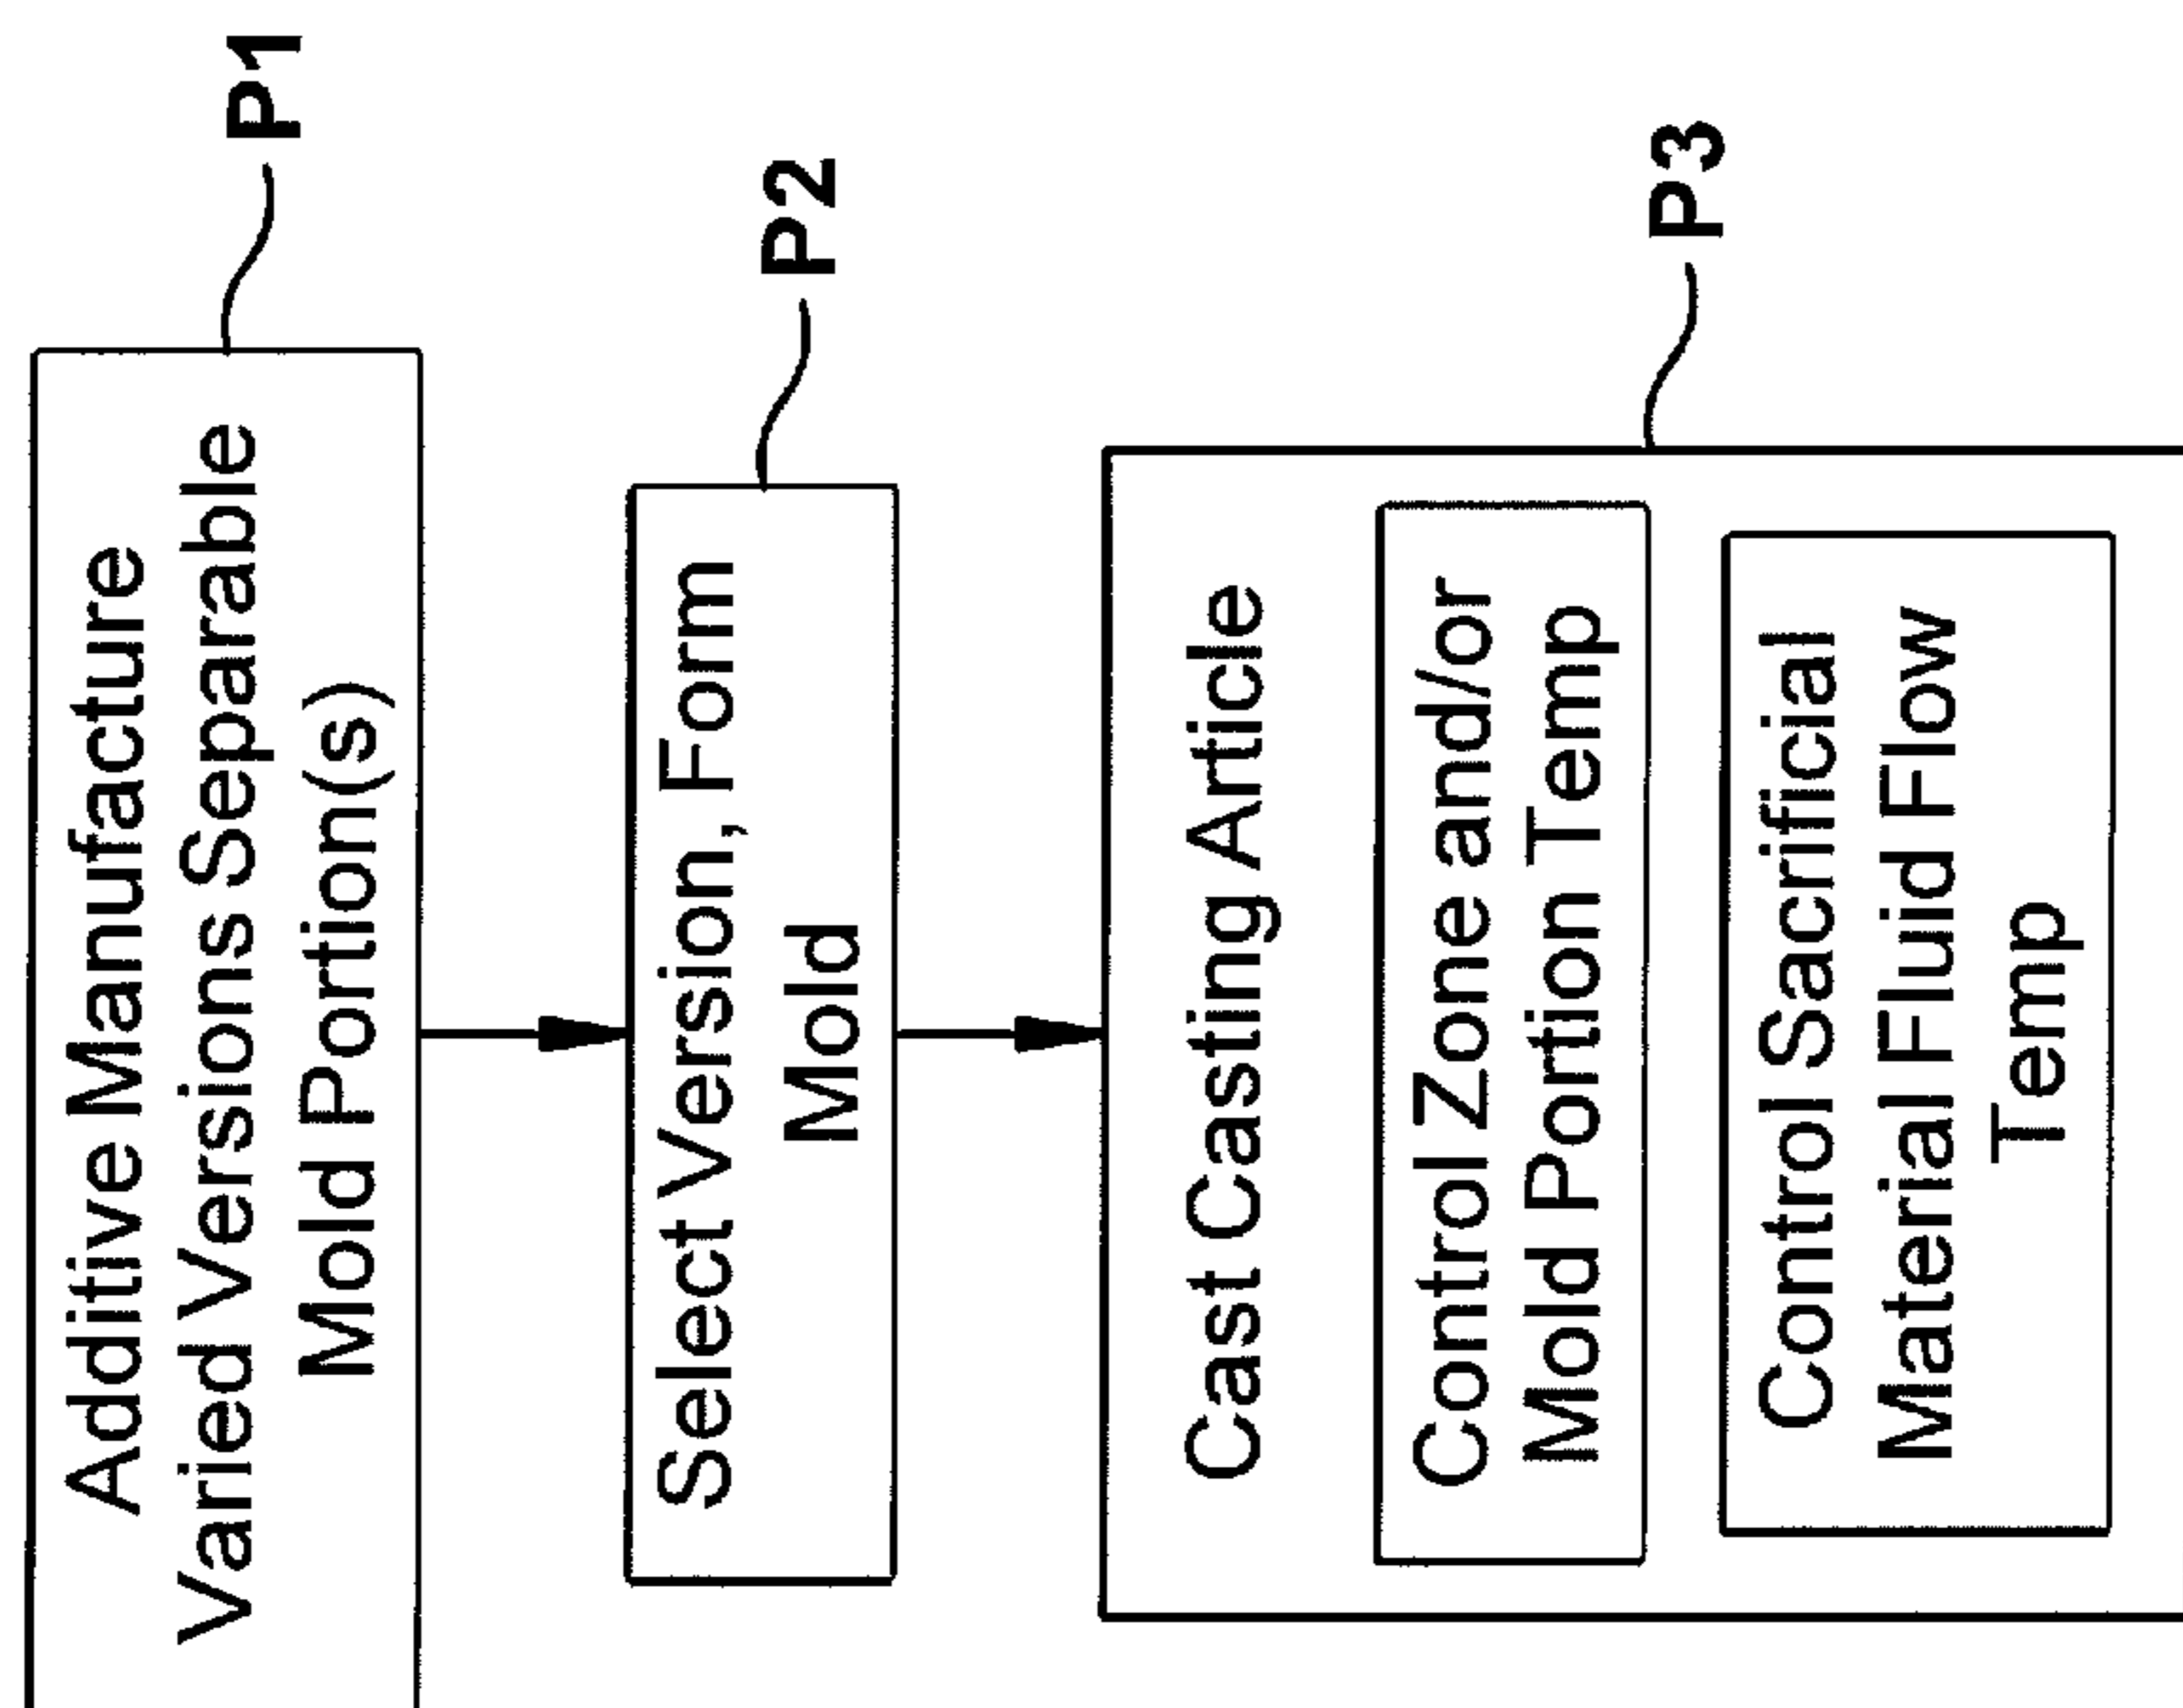 Additive Manufacture
Varied Versions Separable
Mold Portion(s)
P1
Select Version, Form
Mold
P2
Cast Casting Article
P3
Control Zone and/or
Mold Portion Temp
Control Sacrificial
Material Fluid Flow
Temp